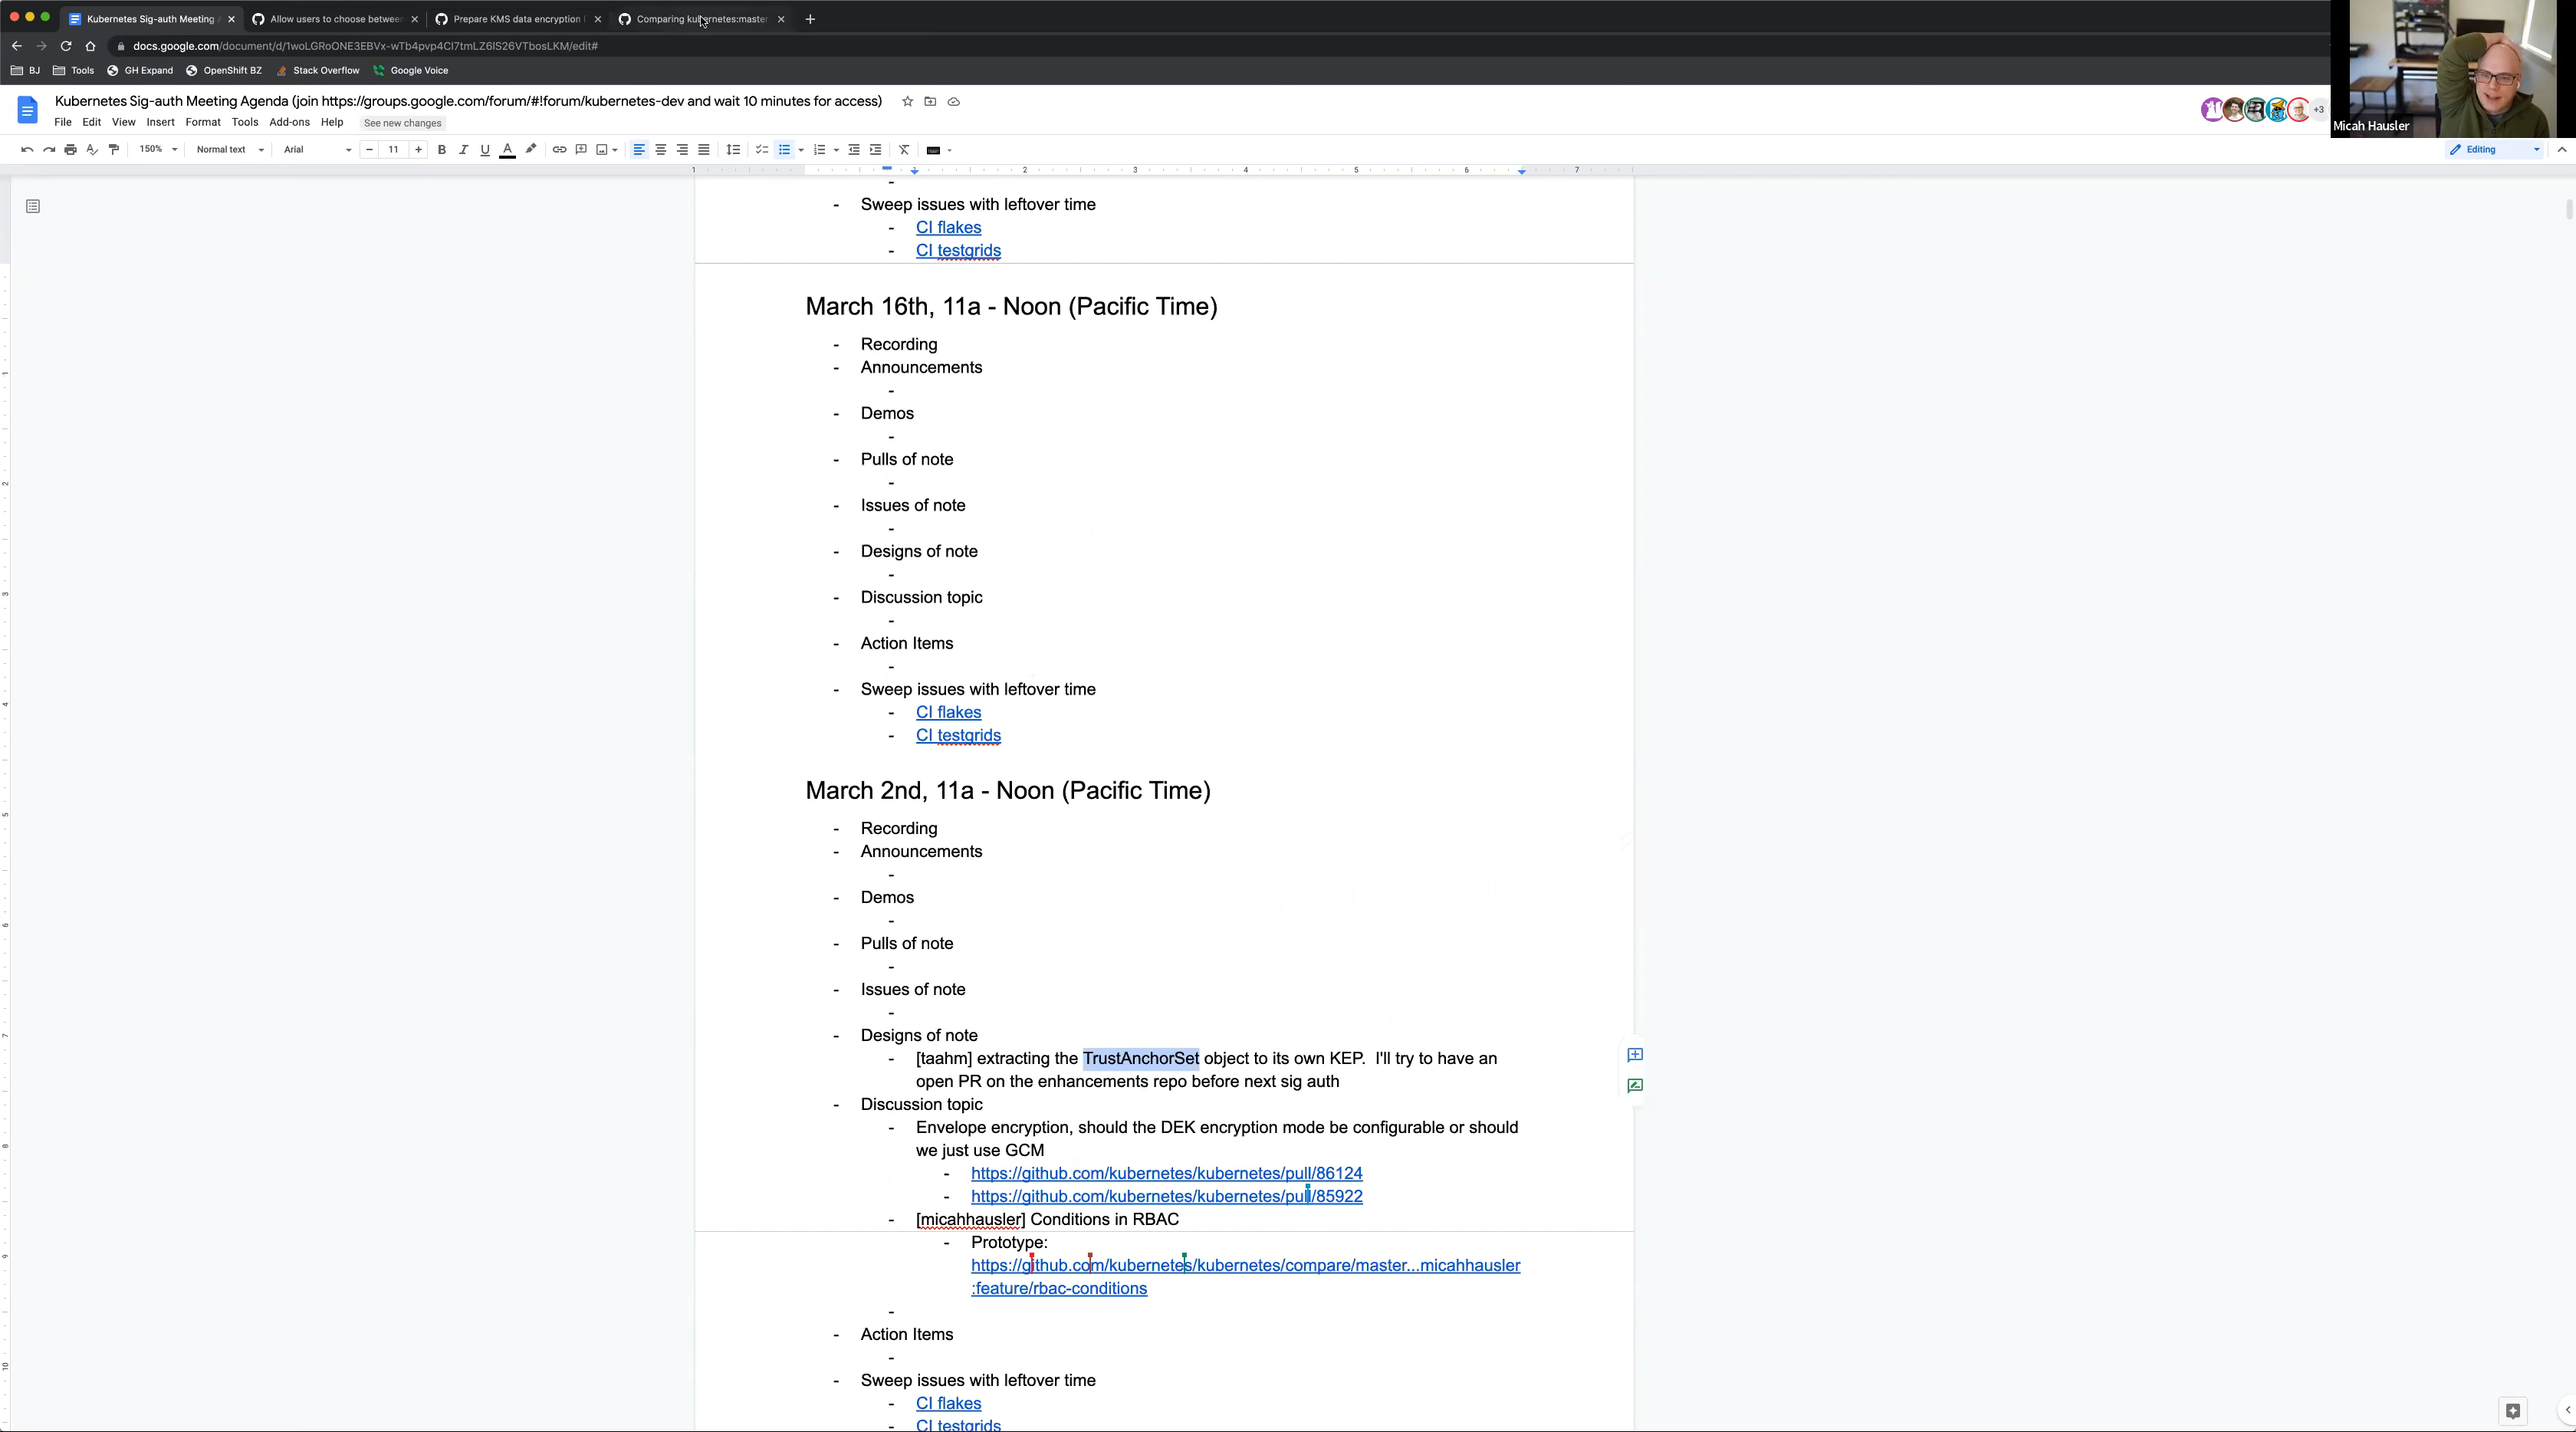 Kubernetes Sig-auth Meeting A
Allow users to choose between
Prepare KMS data encryption
Comparing kubernetes:master
docs.google.com/document/d/1woLGRoONE3EBVx-wTb4pvp4CI7tmLZ6IS26VTbosLKM/edit#
BJ Tools GH Expand OpenShift BZ Stack Overflow Google Voice
Kubernetes Sig-auth Meeting Agenda (join https://groups.google.com/forum/#!forum/kubernetes-dev and wait 10 minutes for access)
+3
File Edit View Insert Format Tools Add-ons Help See new changes
Micah Hausler
150% Normal text Arial 11 Editing
1 1 2 3 4 5 6 7
- Sweep issues with leftover time
- CI flakes
- CI testgrids
March 16th, 11a - Noon (Pacific Time)
- Recording
- Announcements
-
- Demos
-
- Pulls of note
-
- Issues of note
-
- Designs of note
-
- Discussion topic
-
- Action Items
-
- Sweep issues with leftover time
- CI flakes
- CI testgrids
March 2nd, 11a - Noon (Pacific Time)
- Recording
- Announcements
-
- Demos
-
- Pulls of note
-
- Issues of note
-
- Designs of note
- [taahm] extracting the TrustAnchorSet object to its own KEP. I'll try to have an
open PR on the enhancements repo before next sig auth
- Discussion topic
- Envelope encryption, should the DEK encryption mode be configurable or should
we just use GCM
- https://github.com/kubernetes/kubernetes/pull/86124
- https://github.com/kubernetes/kubernetes/pull/85922
- [micahhausler] Conditions in RBAC
- Prototype:
https://github.com/kubernetes/kubernetes/compare/master...micahhausler
:feature/rbac-conditions
-
- Action Items
-
- Sweep issues with leftover time
- CI flakes
- CI testgrids